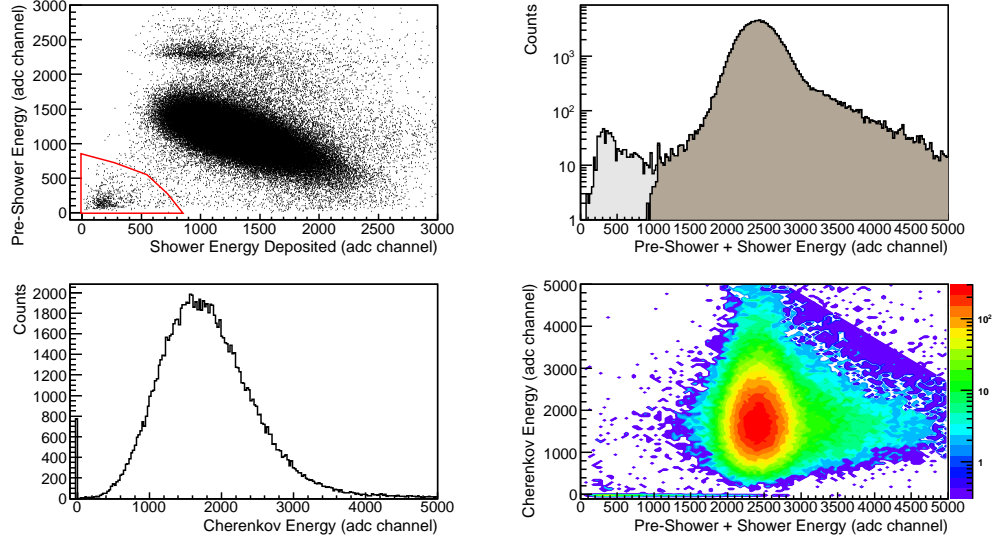 Pre-Shower Energy (adc channel)
3000
2500
2000
1500
1000
500
0
0 500 1000 1500 2000 2500 3000
Shower Energy Deposited (adc channel)
Counts
10³
10²
10
1
0 500 1000 1500 2000 2500 3000 3500 4000 4500 5000
Pre-Shower + Shower Energy (adc channel)
Counts
2000
1800
1600
1400
1200
1000
800
600
400
200
0
0 1000 2000 3000 4000 5000
Cherenkov Energy (adc channel)
Cherenkov Energy (adc channel)
5000
4000
3000
2000
1000
0
0 500 1000 1500 2000 2500 3000 3500 4000 4500 5000
Pre-Shower + Shower Energy (adc channel)
10²
10
1